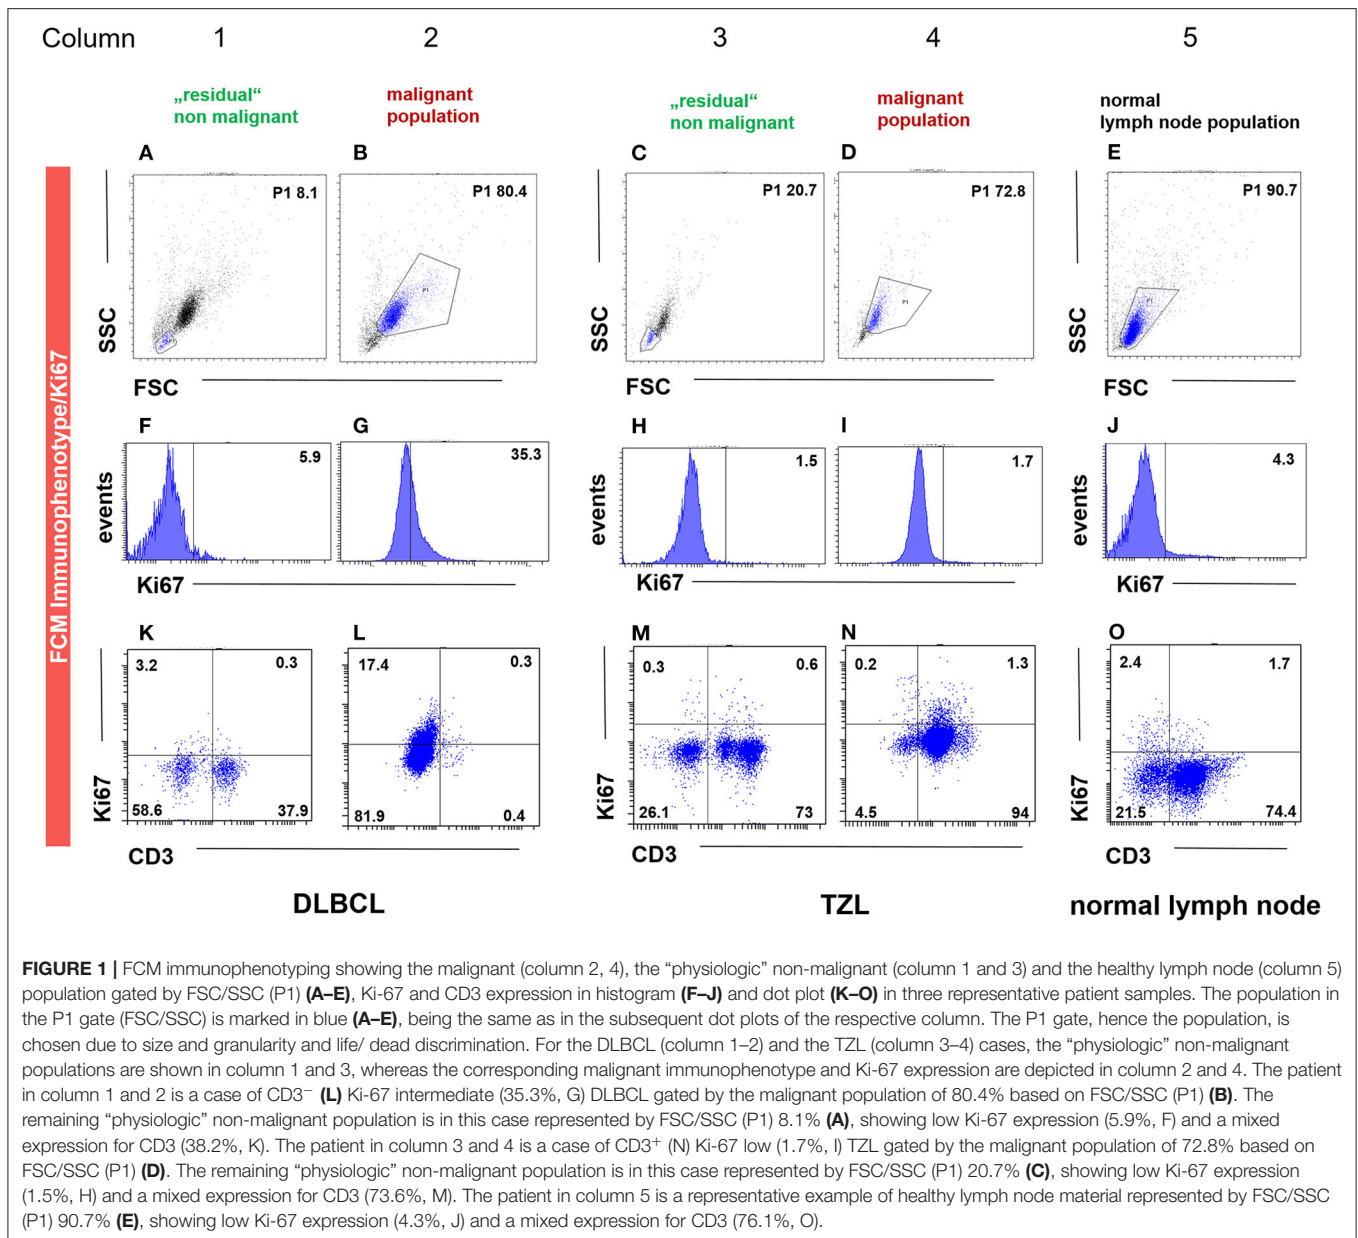 Column 1 2 3 4 5
„residual“
non malignant
malignant
population
„residual“
non malignant
malignant
population
normal
lymph node population
A B C D E
P1 8.1
P1 80.4
P1 20.7
P1 72.8
P1 90.7
P1
P1
P1
SSC
SSC
SSC
FSC
FSC
FSC
FCM Immunophenotype/Ki67
F G H I J
5.9
35.3
1.5
1.7
4.3
events
events
events
Ki67
Ki67
Ki67
K L M N O
3.2 0.3
58.6 37.9
17.4 0.3
81.9 0.4
0.3 0.6
26.1 73
0.2 1.3
4.5 94
2.4 1.7
21.5 74.4
Ki67
Ki67
Ki67
CD3
CD3
CD3
DLBCL
TZL
normal lymph node
FIGURE 1 | FCM immunophenotyping showing the malignant (column 2, 4), the “physiologic” non-malignant (column 1 and 3) and the healthy lymph node (column 5)
population gated by FSC/SSC (P1) (A–E), Ki-67 and CD3 expression in histogram (F–J) and dot plot (K–O) in three representative patient samples. The population in
the P1 gate (FSC/SSC) is marked in blue (A–E), being the same as in the subsequent dot plots of the respective column. The P1 gate, hence the population, is
chosen due to size and granularity and life/ dead discrimination. For the DLBCL (column 1–2) and the TZL (column 3–4) cases, the “physiologic” non-malignant
populations are shown in column 1 and 3, whereas the corresponding malignant immunophenotype and Ki-67 expression are depicted in column 2 and 4. The patient
in column 1 and 2 is a case of CD3⁻ (L) Ki-67 intermediate (35.3%, G) DLBCL gated by the malignant population of 80.4% based on FSC/SSC (P1) (B). The
remaining “physiologic” non-malignant population is in this case represented by FSC/SSC (P1) 8.1% (A), showing low Ki-67 expression (5.9%, F) and a mixed
expression for CD3 (38.2%, K). The patient in column 3 and 4 is a case of CD3⁺ (N) Ki-67 low (1.7%, I) TZL gated by the malignant population of 72.8% based on
FSC/SSC (P1) (D). The remaining “physiologic” non-malignant population is in this case represented by FSC/SSC (P1) 20.7% (C), showing low Ki-67 expression
(1.5%, H) and a mixed expression for CD3 (73.6%, M). The patient in column 5 is a representative example of healthy lymph node material represented by FSC/SSC
(P1) 90.7% (E), showing low Ki-67 expression (4.3%, J) and a mixed expression for CD3 (76.1%, O).